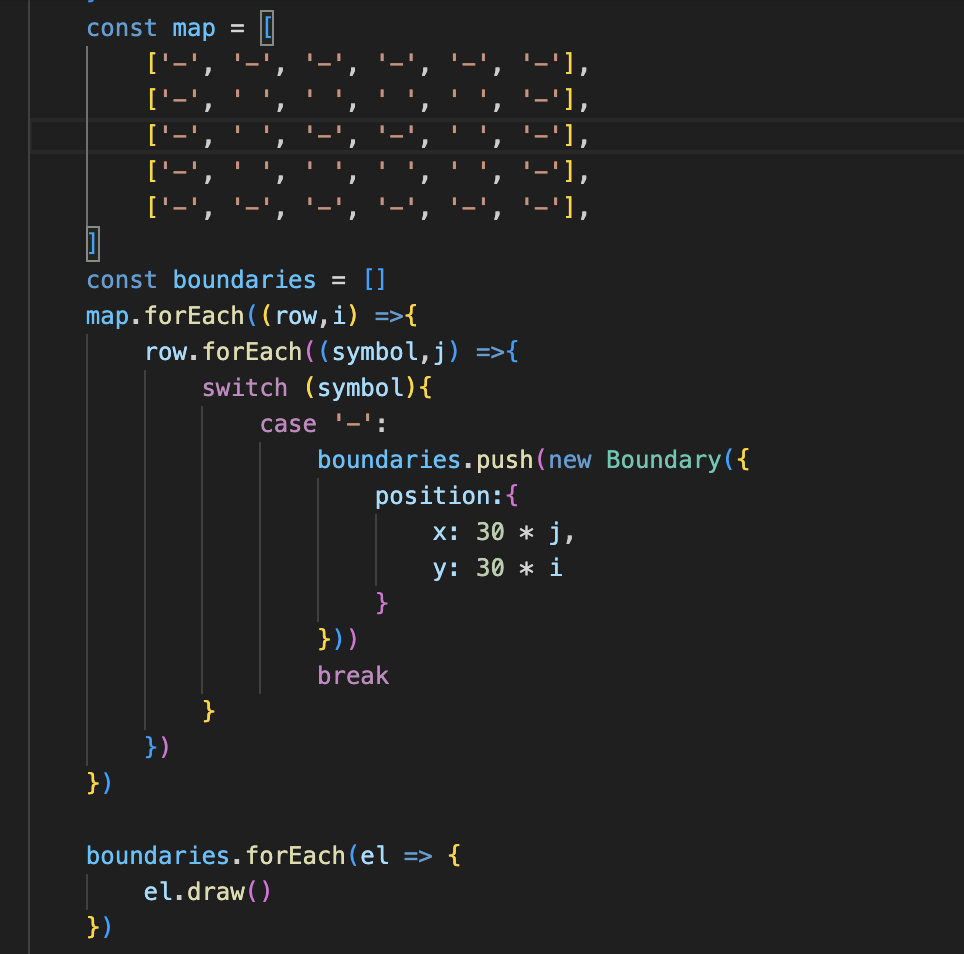 const map = [
['-', '-', '-', '-', '-', '-'],
['-', ' ', ' ', ' ', ' ', '-'],
['-', ' ', '-', '-', ' ', '-'],
['-', ' ', ' ', ' ', ' ', '-'],
['-', '-', '-', '-', '-', '-'],
]
const boundaries = []
map.forEach((row,i) =>{
row.forEach((symbol,j) =>{
switch (symbol){
case '-':
boundaries.push(new Boundary({
position:{
x: 30 * j,
y: 30 * i
}
}))
break
}
})
})
boundaries.forEach(el => {
el.draw()
})